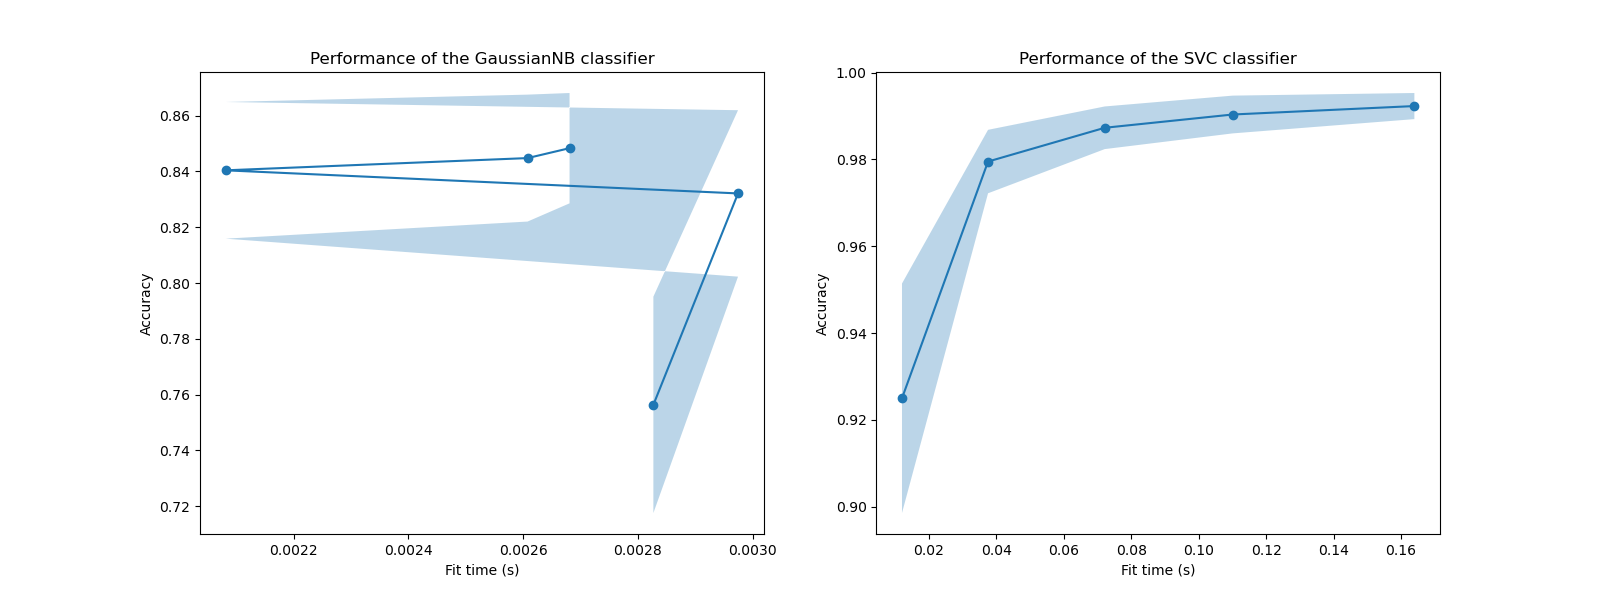 Performance of the GaussianNB classifier
Accuracy
0.86
0.84
0.82
0.80
0.78
0.76
0.74
0.72
0.0022 0.0024 0.0026 0.0028 0.0030
Fit time (s)
Performance of the SVC classifier
Accuracy
1.00
0.98
0.96
0.94
0.92
0.90
0.02 0.04 0.06 0.08 0.10 0.12 0.14 0.16
Fit time (s)